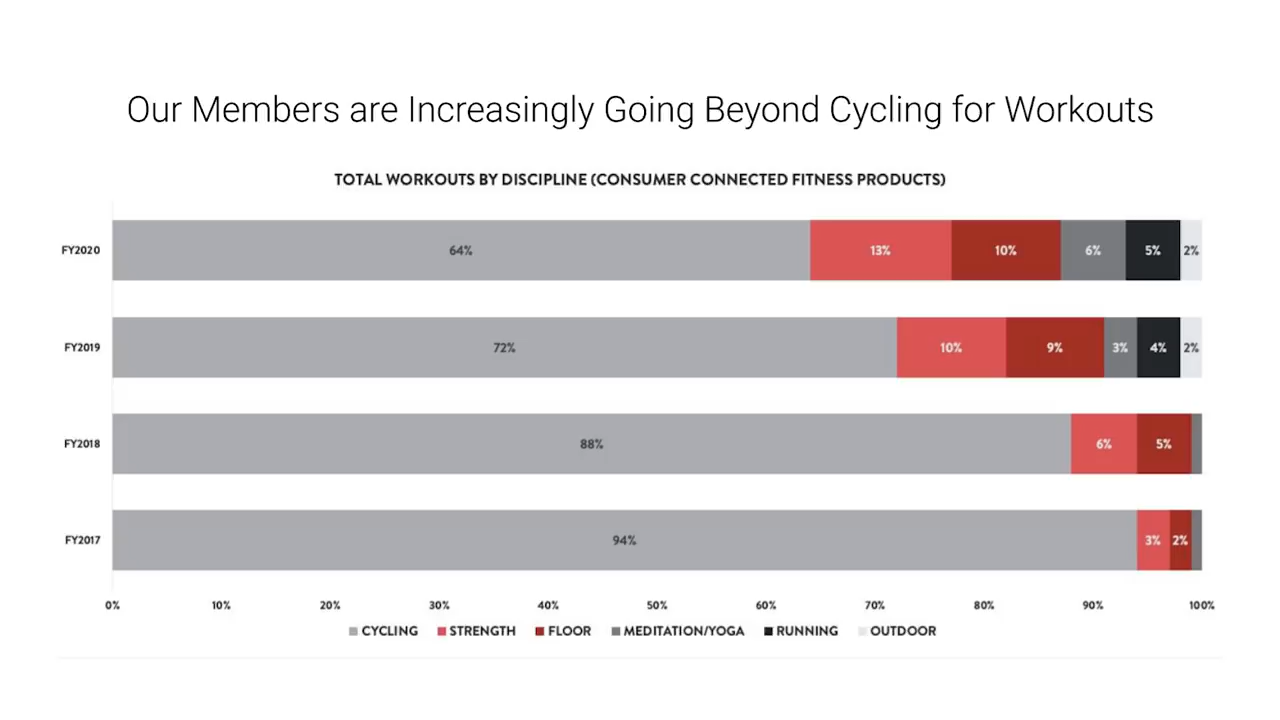 Our Members are Increasingly Going Beyond Cycling for Workouts
TOTAL WORKOUTS BY DISCIPLINE (CONSUMER CONNECTED FITNESS PRODUCTS)
FY2020 64% 13% 10% 6% 5% 2%
FY2019 72% 10% 9% 3% 4% 2%
FY2018 88% 6% 5%
FY2017 94% 3% 2%
0% 10% 20% 30% 40% 50% 60% 70% 80% 90% 100%
CYCLING STRENGTH FLOOR MEDITATION/YOGA RUNNING OUTDOOR